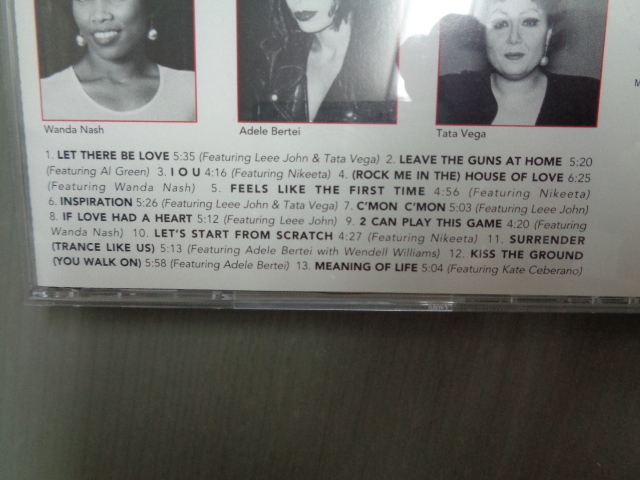 Wanda Nash
Adele Bertei
Tata Vega
1. LET THERE BE LOVE 5:35 (Featuring Leee John & Tata Vega) 2. LEAVE THE GUNS AT HOME 5:20
(Featuring Al Green) 3. I O U 4:16 (Featuring Nikeeta) 4. (ROCK ME IN THE) HOUSE OF LOVE 6:25
(Featuring Wanda Nash) 5. FEELS LIKE THE FIRST TIME 4:56 (Featuring Nikeeta)
6. INSPIRATION 5:26 (Featuring Leee John & Tata Vega) 7. C'MON C'MON 5:03 (Featuring Leee John)
8. IF LOVE HAD A HEART 5:12 (Featuring Leee John) 9. 2 CAN PLAY THIS GAME 4:20 (Featuring
Wanda Nash) 10. LET'S START FROM SCRATCH 4:27 (Featuring Nikeeta) 11. SURRENDER
(TRANCE LIKE US) 5:13 (Featuring Adele Bertei with Wendell Williams) 12. KISS THE GROUND
(YOU WALK ON) 5:58 (Featuring Adele Bertei) 13. MEANING OF LIFE 5:04 (Featuring Kate Ceberano)